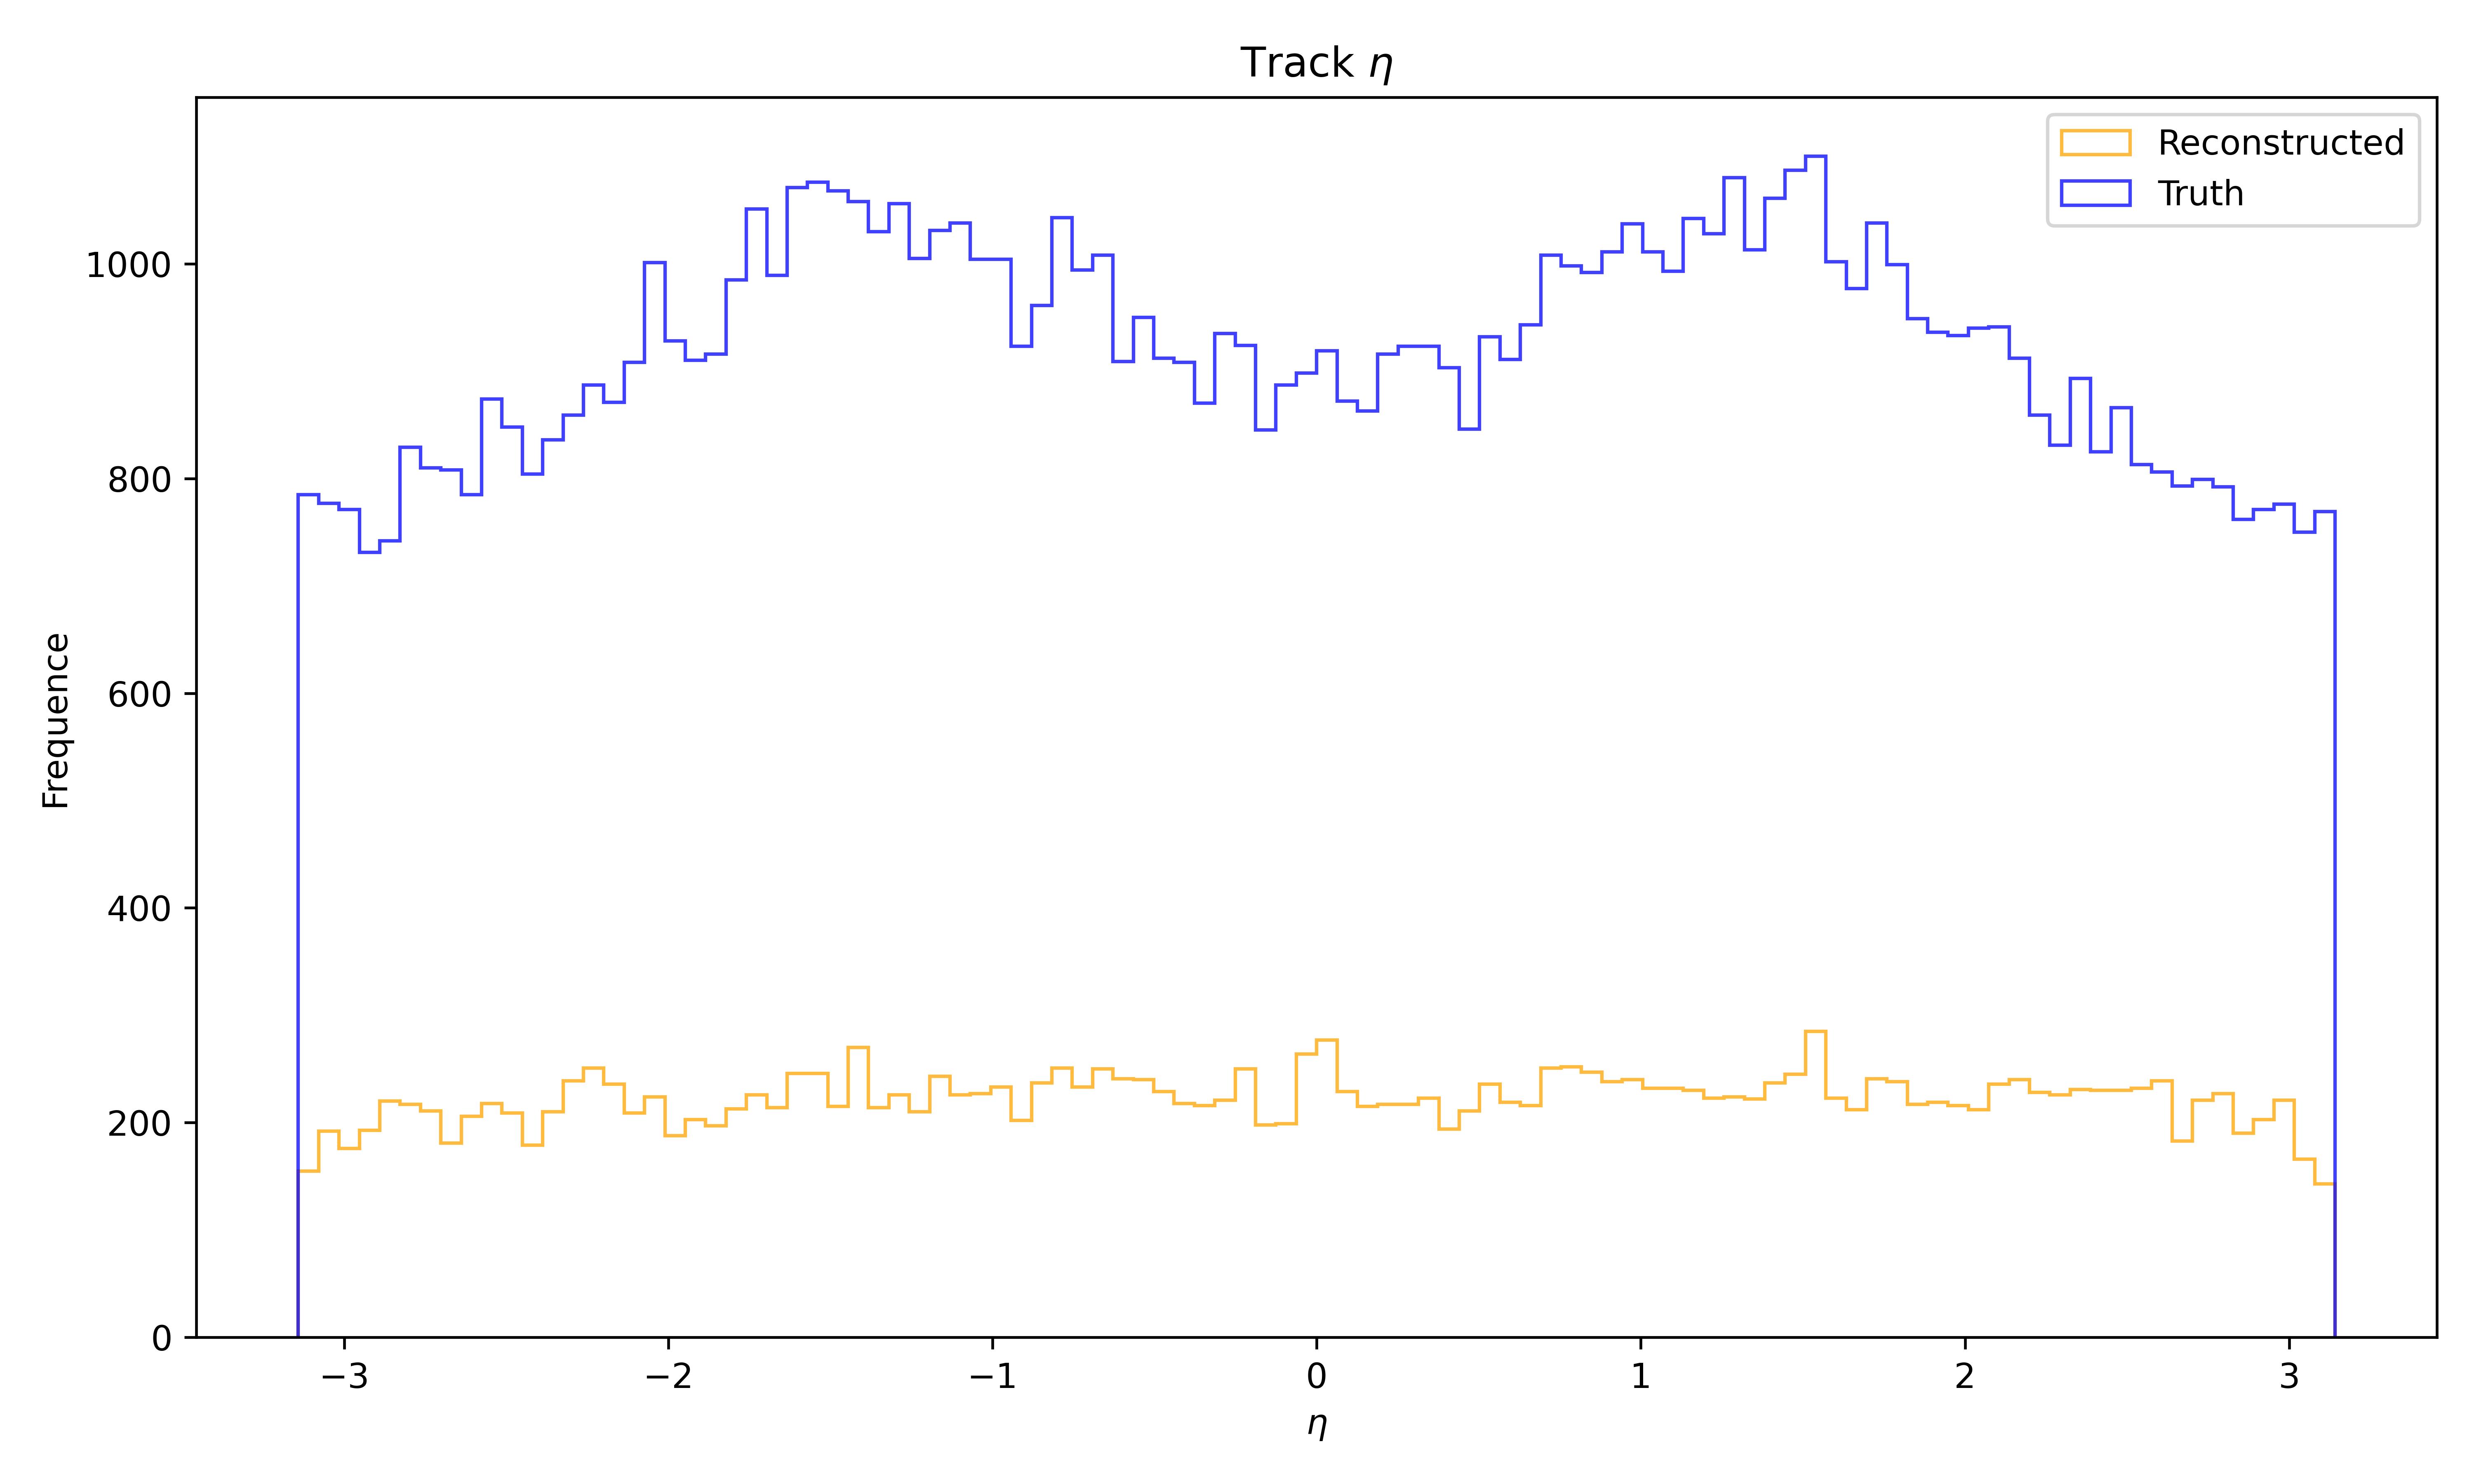 Track η
Reconstructed
Truth
1000
800
600
400
200
0
Frequence
−3 −2 −1 0 1 2 3
η